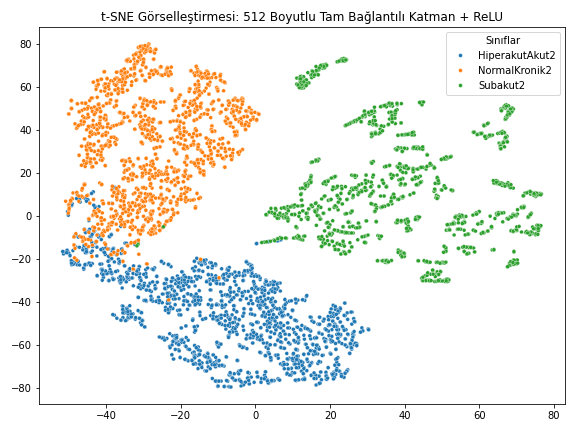 t-SNE Görselleştirmesi: 512 Boyutlu Tam Bağlantılı Katman + ReLU
Sınıflar
HiperakutAkut2
NormalKronik2
Subakut2
80
60
40
20
0
−20
−40
−60
−80
−40 −20 0 20 40 60 80